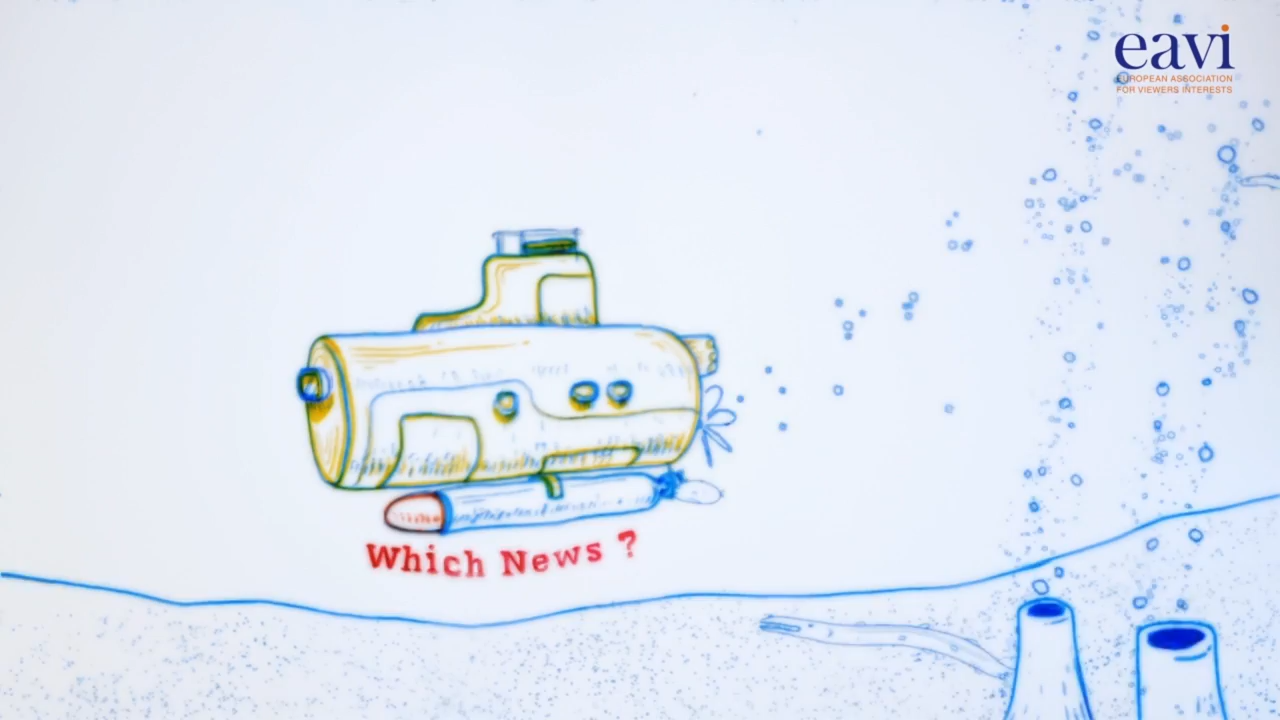 eavi
EUROPEAN ASSOCIATION
FOR VIEWERS INTERESTS
Which News ?